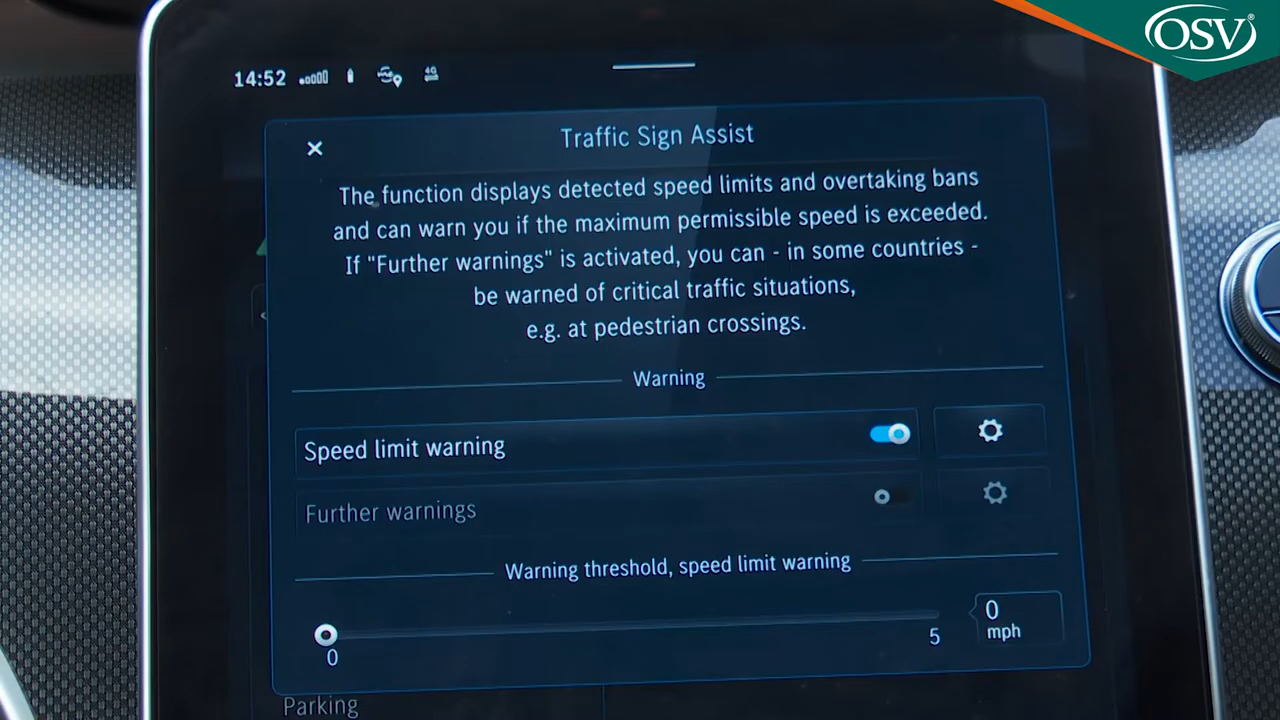 OSV®
14:52
4G
Traffic Sign Assist
The function displays detected speed limits and overtaking bans
and can warn you if the maximum permissible speed is exceeded.
If "Further warnings" is activated, you can - in some countries -
be warned of critical traffic situations,
e.g. at pedestrian crossings.
Warning
Speed limit warning
Further warnings
Warning threshold, speed limit warning
0
5
0
mph
Parking